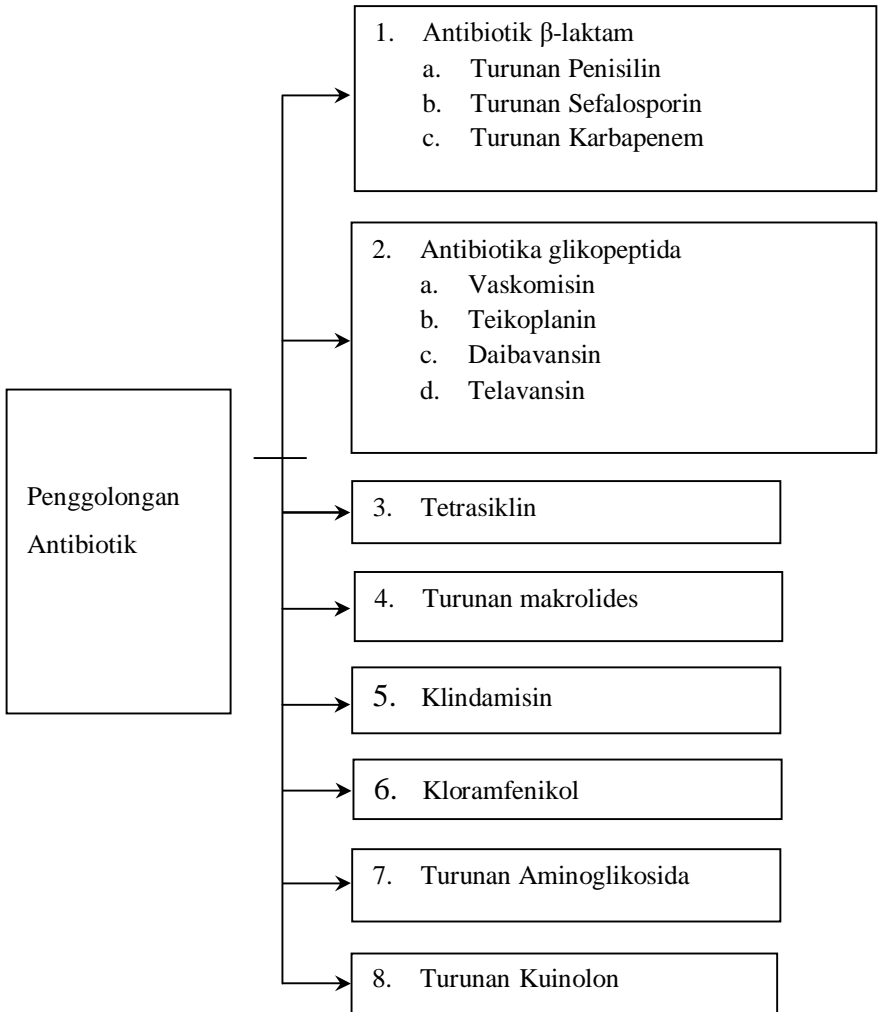 1. Antibiotik β-laktam
a. Turunan Penisilin
b. Turunan Sefalosporin
c. Turunan Karbapenem
2. Antibiotika glikopeptida
a. Vaskomisin
b. Teikoplanin
c. Daibavansin
d. Telavansin
Penggolongan
Antibiotik
3. Tetrasiklin
4. Turunan makrolides
5. Klindamisin
6. Kloramfenikol
7. Turunan Aminoglikosida
8. Turunan Kuinolon